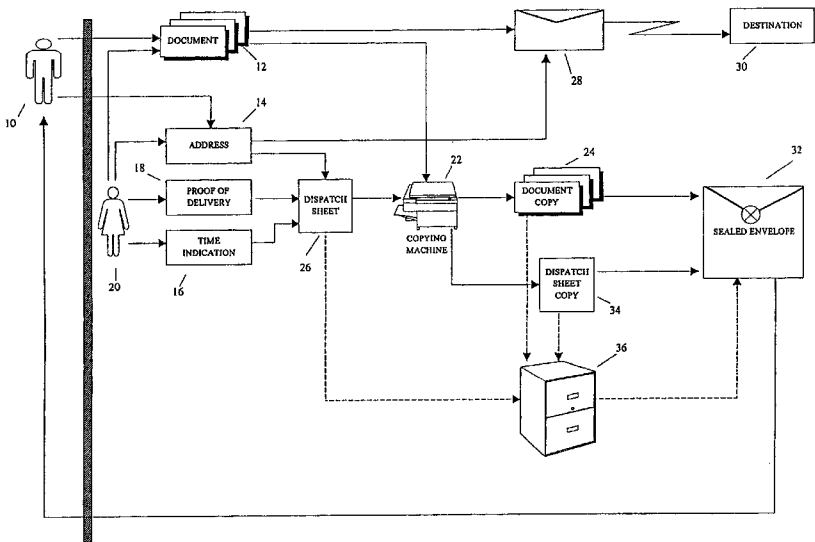 DOCUMENT
12
28
DESTINATION
30
10
14
ADDRESS
18
PROOF OF
DELIVERY
DISPATCH
SHEET
22
COPYING
MACHINE
24
DOCUMENT
COPY
32
SEALED ENVELOPE
20
TIME
INDICATION
16
26
DISPATCH
SHEET
COPY
34
36